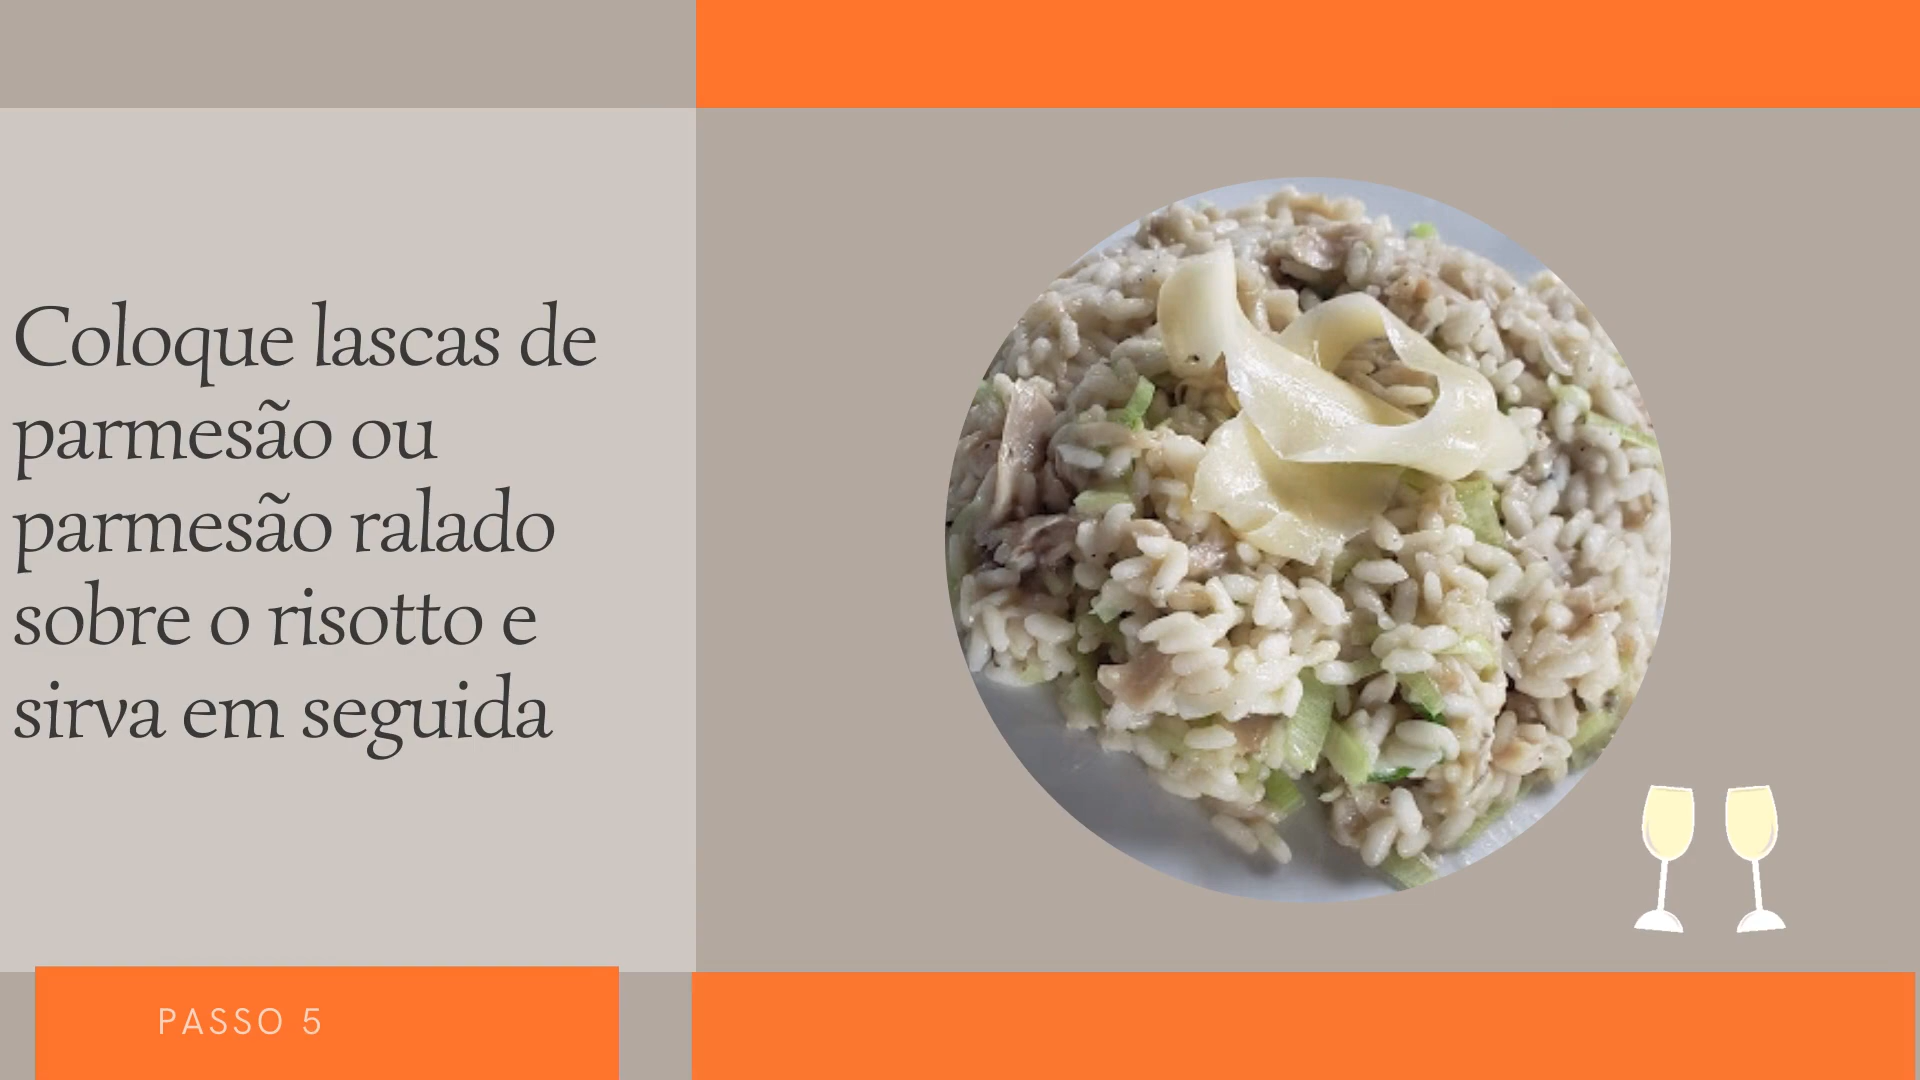 Coloque lascas de
parmesão ou
parmesão ralado
sobre o risotto e
sirva em seguida
PASSO 5